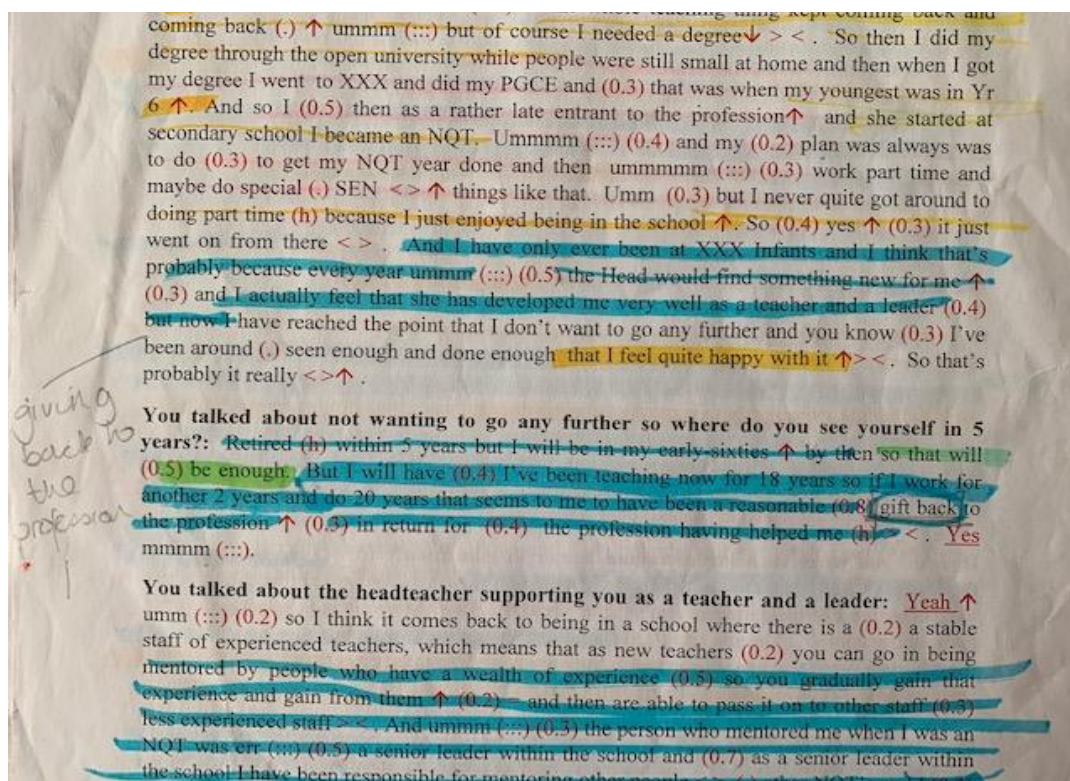 teaching thing kept coming back and
coming back (.) ↑ ummm (:::) but of course I needed a degree↓ > < . So then I did my
degree through the open university while people were still small at home and then when I got
my degree I went to XXX and did my PGCE and (0.3) that was when my youngest was in Yr
6 ↑. And so I (0.5) then as a rather late entrant to the profession↑ and she started at
secondary school I became an NQT. Ummmm (:::) (0.4) and my (0.2) plan was always was
to do (0.3) to get my NQT year done and then ummmmm (:::) (0.3) work part time and
maybe do special (.) SEN < > ↑ things like that. Umm (0.3) but I never quite got around to
doing part time (h) because I just enjoyed being in the school ↑. So (0.4) yes ↑ (0.3) it just
went on from there < > . And I have only ever been at XXX Infants and I think that's
probably because every year ummm (:::) (0.5) the Head would find something new for me ↑
(0.3) and I actually feel that she has developed me very well as a teacher and a leader (0.4)
but now I have reached the point that I don't want to go any further and you know (0.3) I've
been around (.) seen enough and done enough that I feel quite happy with it ↑> < . So that's
probably it really < >↑ .
giving
back to
the
profession
You talked about not wanting to go any further so where do you see yourself in 5
years?: Retired (h) within 5 years but I will be in my early-sixties ↑ by then so that will
(0.5) be enough. But I will have (0.4) I've been teaching now for 18 years so if I work for
another 2 years and do 20 years that seems to me to have been a reasonable (0.8) gift back to
the profession ↑ (0.3) in return for (0.4) the profession having helped me (h) > < . Yes
mmmm (:::).
You talked about the headteacher supporting you as a teacher and a leader: Yeah ↑
umm (:::) (0.2) so I think it comes back to being in a school where there is a (0.2) a stable
staff of experienced teachers, which means that as new teachers (0.2) you can go in being
mentored by people who have a wealth of experience (0.5) so you gradually gain that
experience and gain from them ↑ (0.2) and then are able to pass it on to other staff (0.3)
less experienced staff > < . And ummm (:::) (0.3) the person who mentored me when I was an
NQT was err (:::) (0.5) a senior leader within the school and (0.7) as a senior leader within
the school I have been responsible for mentoring other people